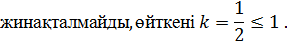 жинақталмайды, өйткені k = 1/2 ≤ 1 .